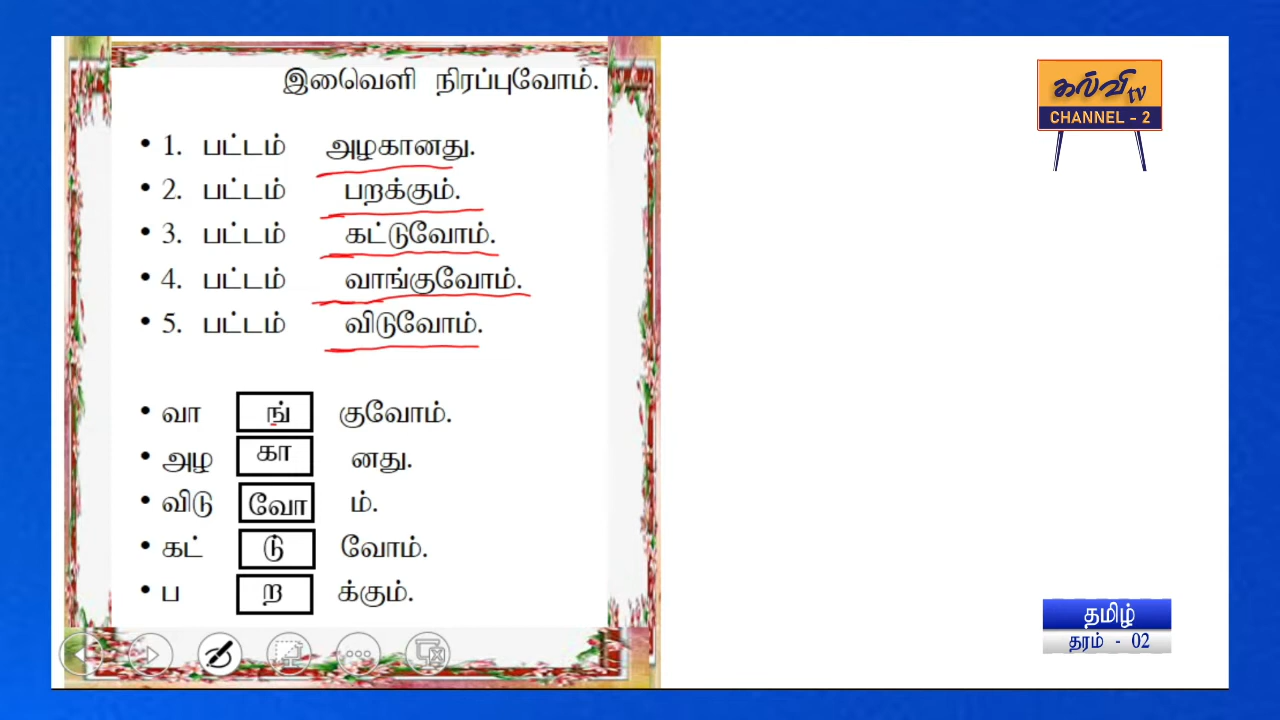 இவைெளி நிரப்புவோம்.
• 1. பட்டம் அழகானது.
• 2. பட்டம் பறக்கும்.
• 3. பட்டம் கட்டுவோம்.
• 4. பட்டம் வாங்குவோம்.
• 5. பட்டம் விடுவோம்.
• வா ங் குவோம்.
• அழ கா னது.
• விடு வோ ம்.
• கட் டு வோம்.
• ப ற க்கும்.
கல்வி tv
CHANNEL - 2
தமிழ்
தரம் - 02